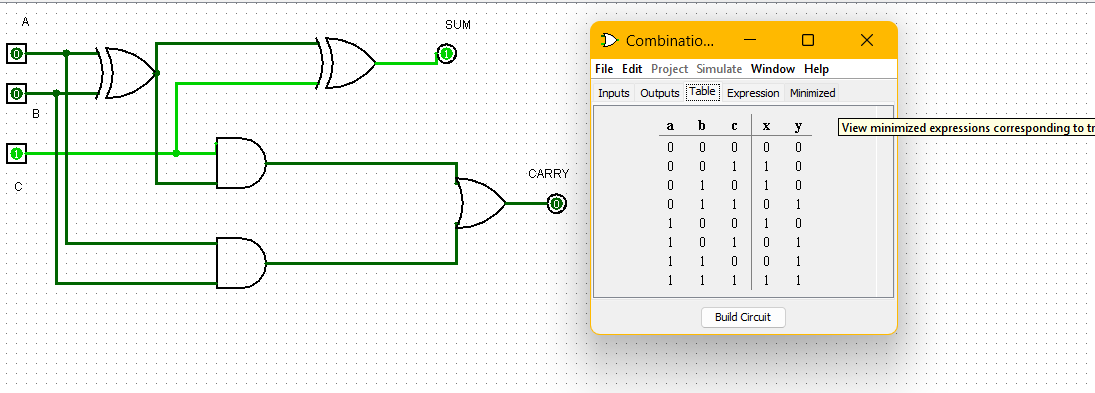 A
SUM
0
1
0
B
1
C
CARRY
0
Combinatio...
File Edit Project Simulate Window Help
Inputs Outputs Table Expression Minimized
View minimized expressions corresponding to tr
a b c x y
0 0 0 0 0
0 0 1 1 0
0 1 0 1 0
0 1 1 0 1
1 0 0 1 0
1 0 1 0 1
1 1 0 0 1
1 1 1 1 1
Build Circuit